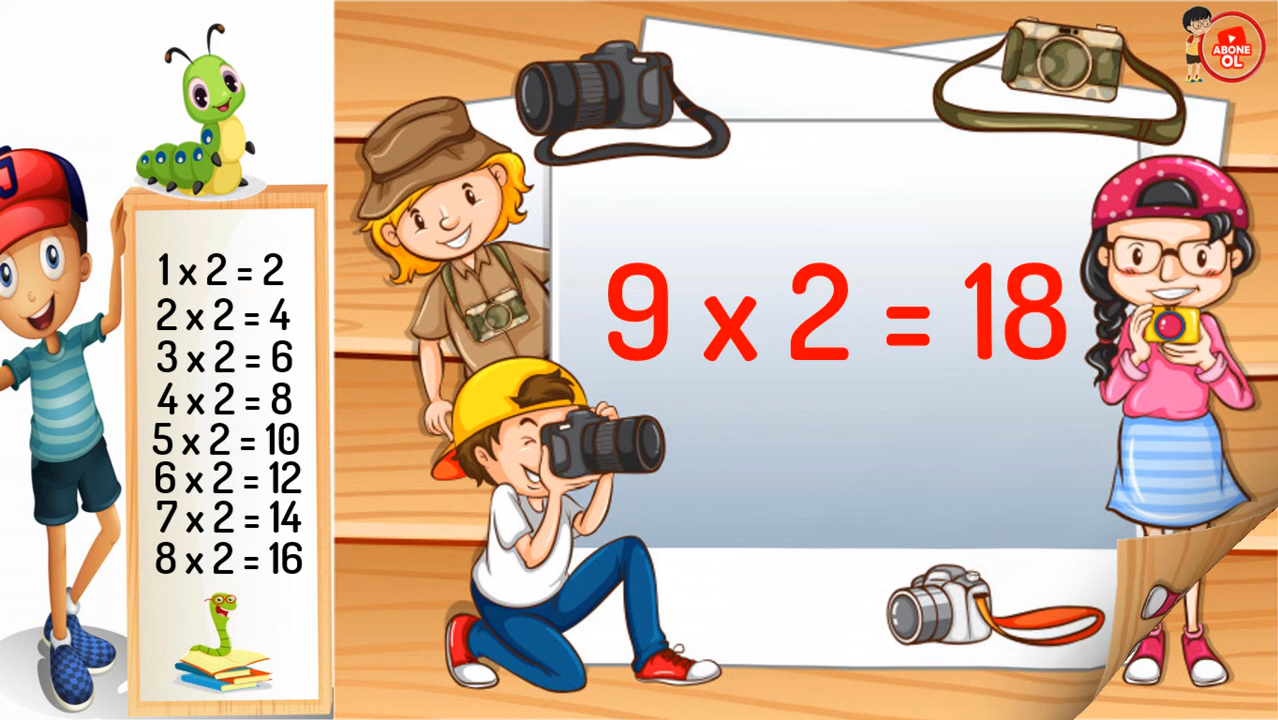 1 x 2 = 2
2 x 2 = 4
3 x 2 = 6
4 x 2 = 8
5 x 2 = 10
6 x 2 = 12
7 x 2 = 14
8 x 2 = 16
9 x 2 = 18
ABONE
OL